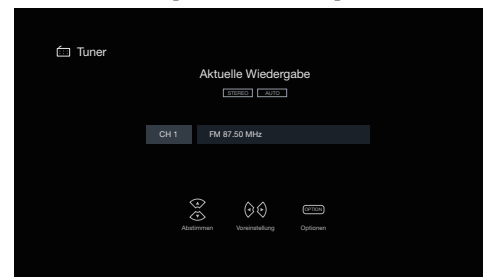 Tuner
Aktuelle Wiedergabe
STEREO AUTO
CH 1 FM 87.50 MHz
OPTION
Abstimmen Voreinstellung Optionen